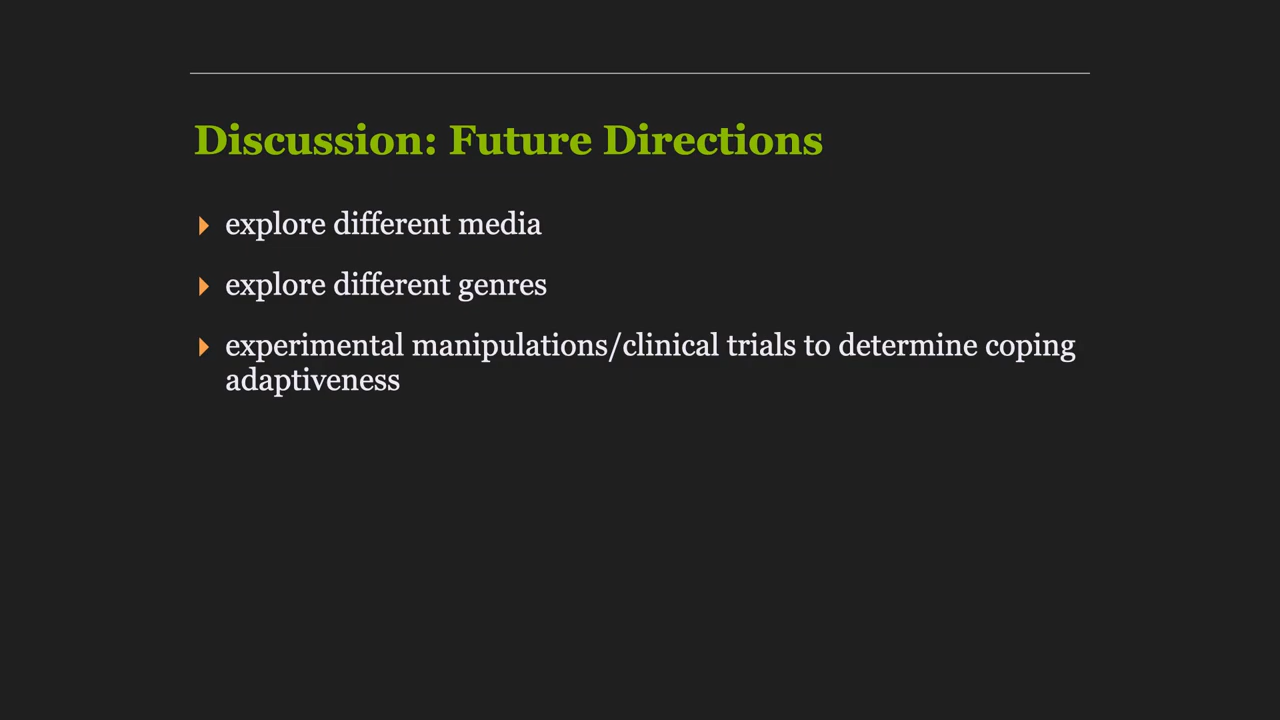 Discussion: Future Directions
explore different media
explore different genres
experimental manipulations/clinical trials to determine coping
adaptiveness